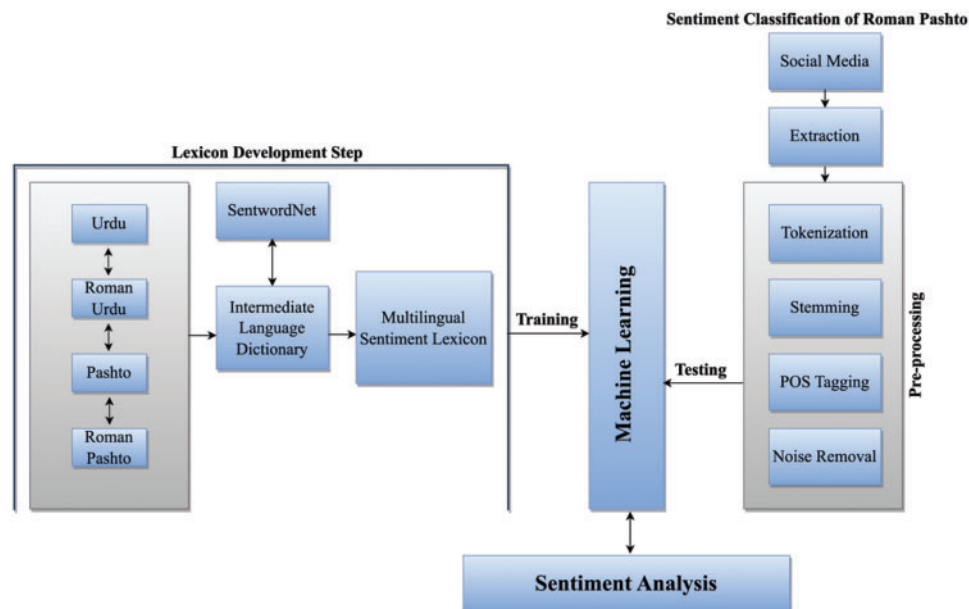 Sentiment Classification of Roman Pashto
Social Media
Extraction
Lexicon Development Step
Urdu
Roman
Urdu
Pashto
Roman
Pashto
SentwordNet
Intermediate
Language
Dictionary
Multilingual
Sentiment Lexicon
Training
Machine Learning
Testing
Tokenization
Stemming
POS Tagging
Noise Removal
Pre-processing
Sentiment Analysis